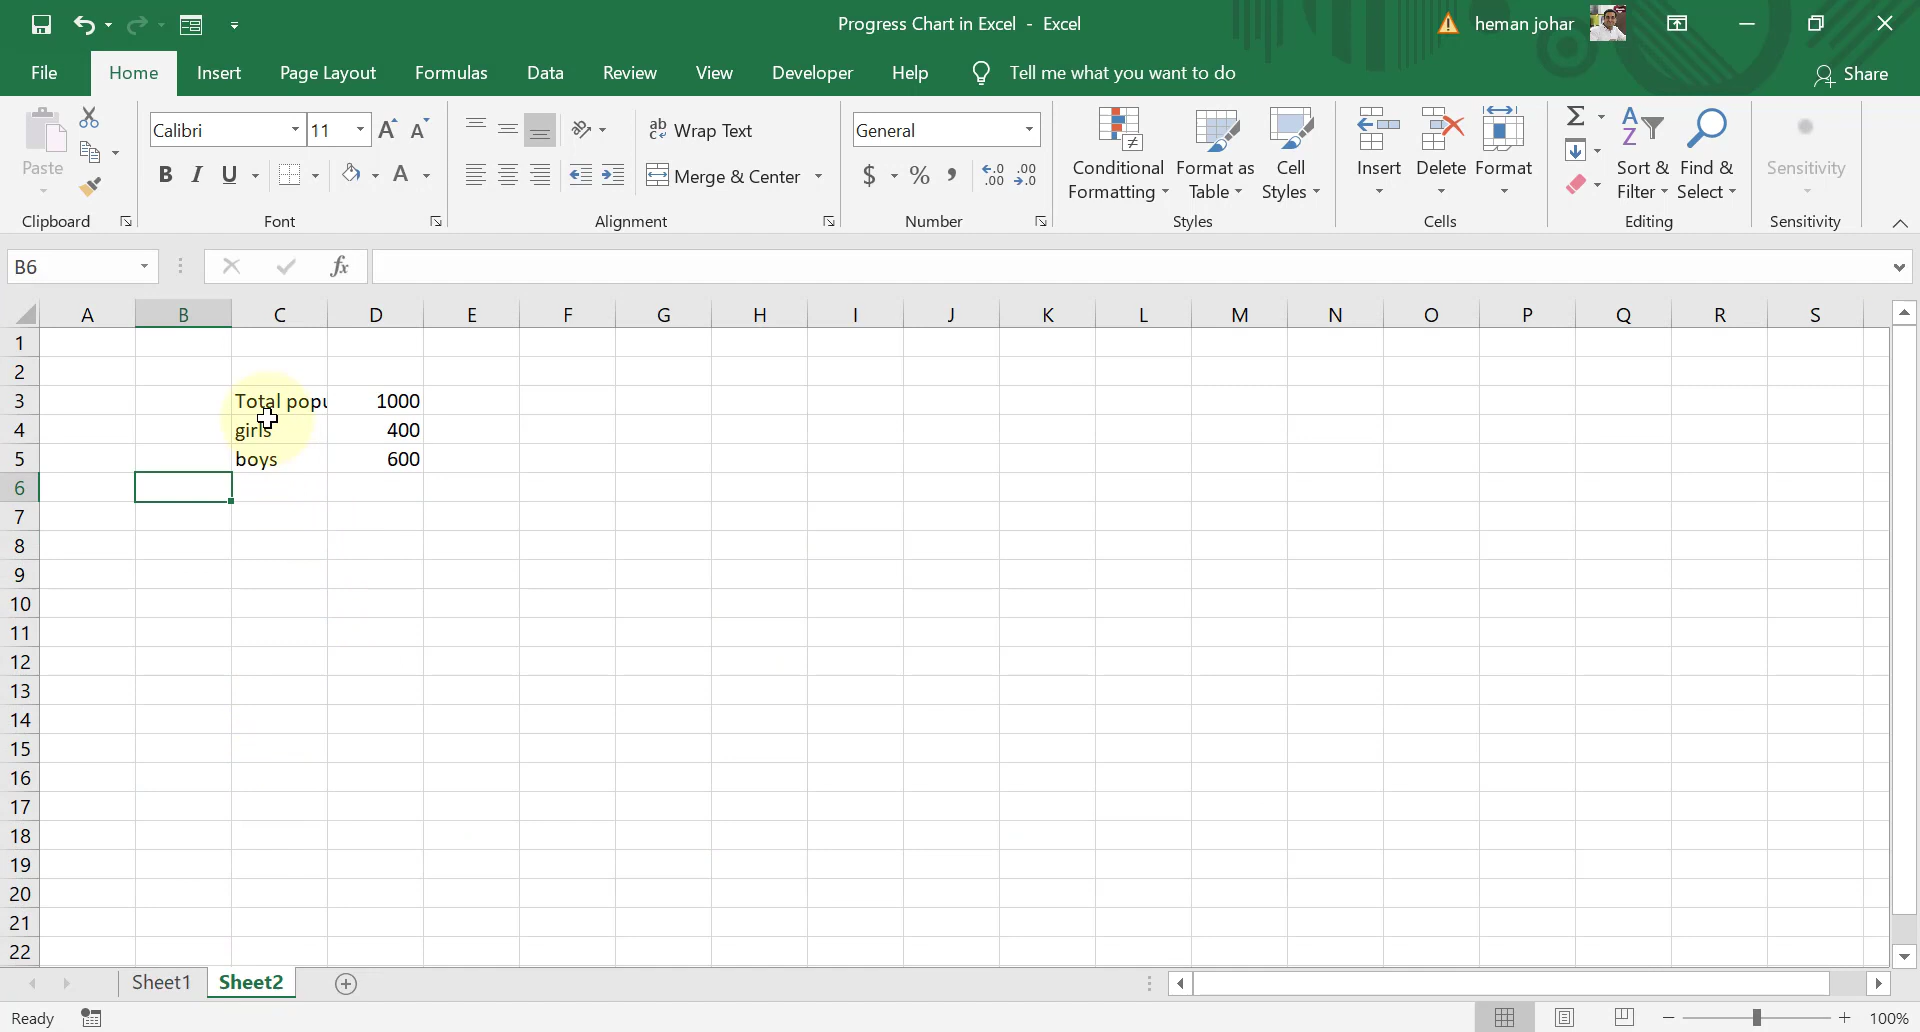 Progress Chart in Excel - Excel
heman johar
File Home Insert Page Layout Formulas Data Review View Developer Help Tell me what you want to do Share
Paste
Clipboard
Calibri 11
B I U
Font
Wrap Text
Merge & Center
Alignment
General
$ % , .0 .00
Number
Conditional Formatting
Format as Table
Cell Styles
Styles
Insert Delete Format
Cells
Sort & Filter
Find & Select
Editing
Sensitivity
Sensitivity
B6 fx
A B C D E F G H I J K L M N O P Q R S
1
2
3 Total popu 1000
4 girls 400
5 boys 600
6
7
8
9
10
11
12
13
14
15
16
17
18
19
20
21
22
Sheet1 Sheet2
Ready 100%